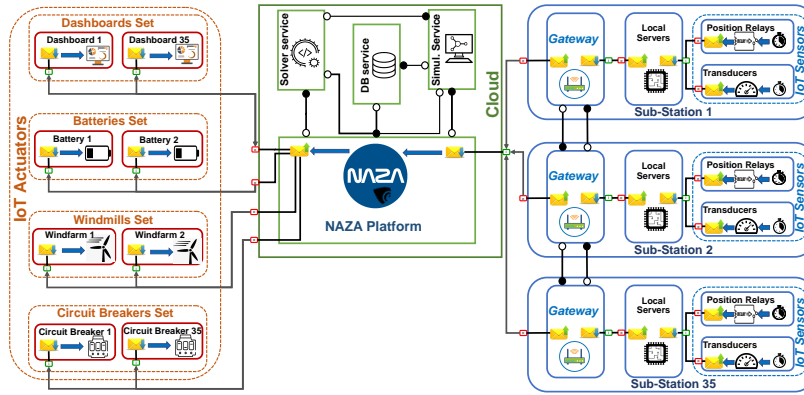 IoT Actuators
Dashboards Set
Dashboard 1
Dashboard 35
Batteries Set
Battery 1
Battery 2
Windmills Set
Windfarm 1
Windfarm 2
Circuit Breakers Set
Circuit Breaker 1
Circuit Breaker 35
Solver service
DB service
Simul. Service
Cloud
NAZA
NAZA Platform
Gateway
Local
Servers
Position Relays
Transducers
IoT Sensors
Sub-Station 1
Gateway
Local
Servers
Position Relays
Transducers
IoT Sensors
Sub-Station 2
Gateway
Local
Servers
Position Relays
Transducers
IoT Sensors
Sub-Station 35